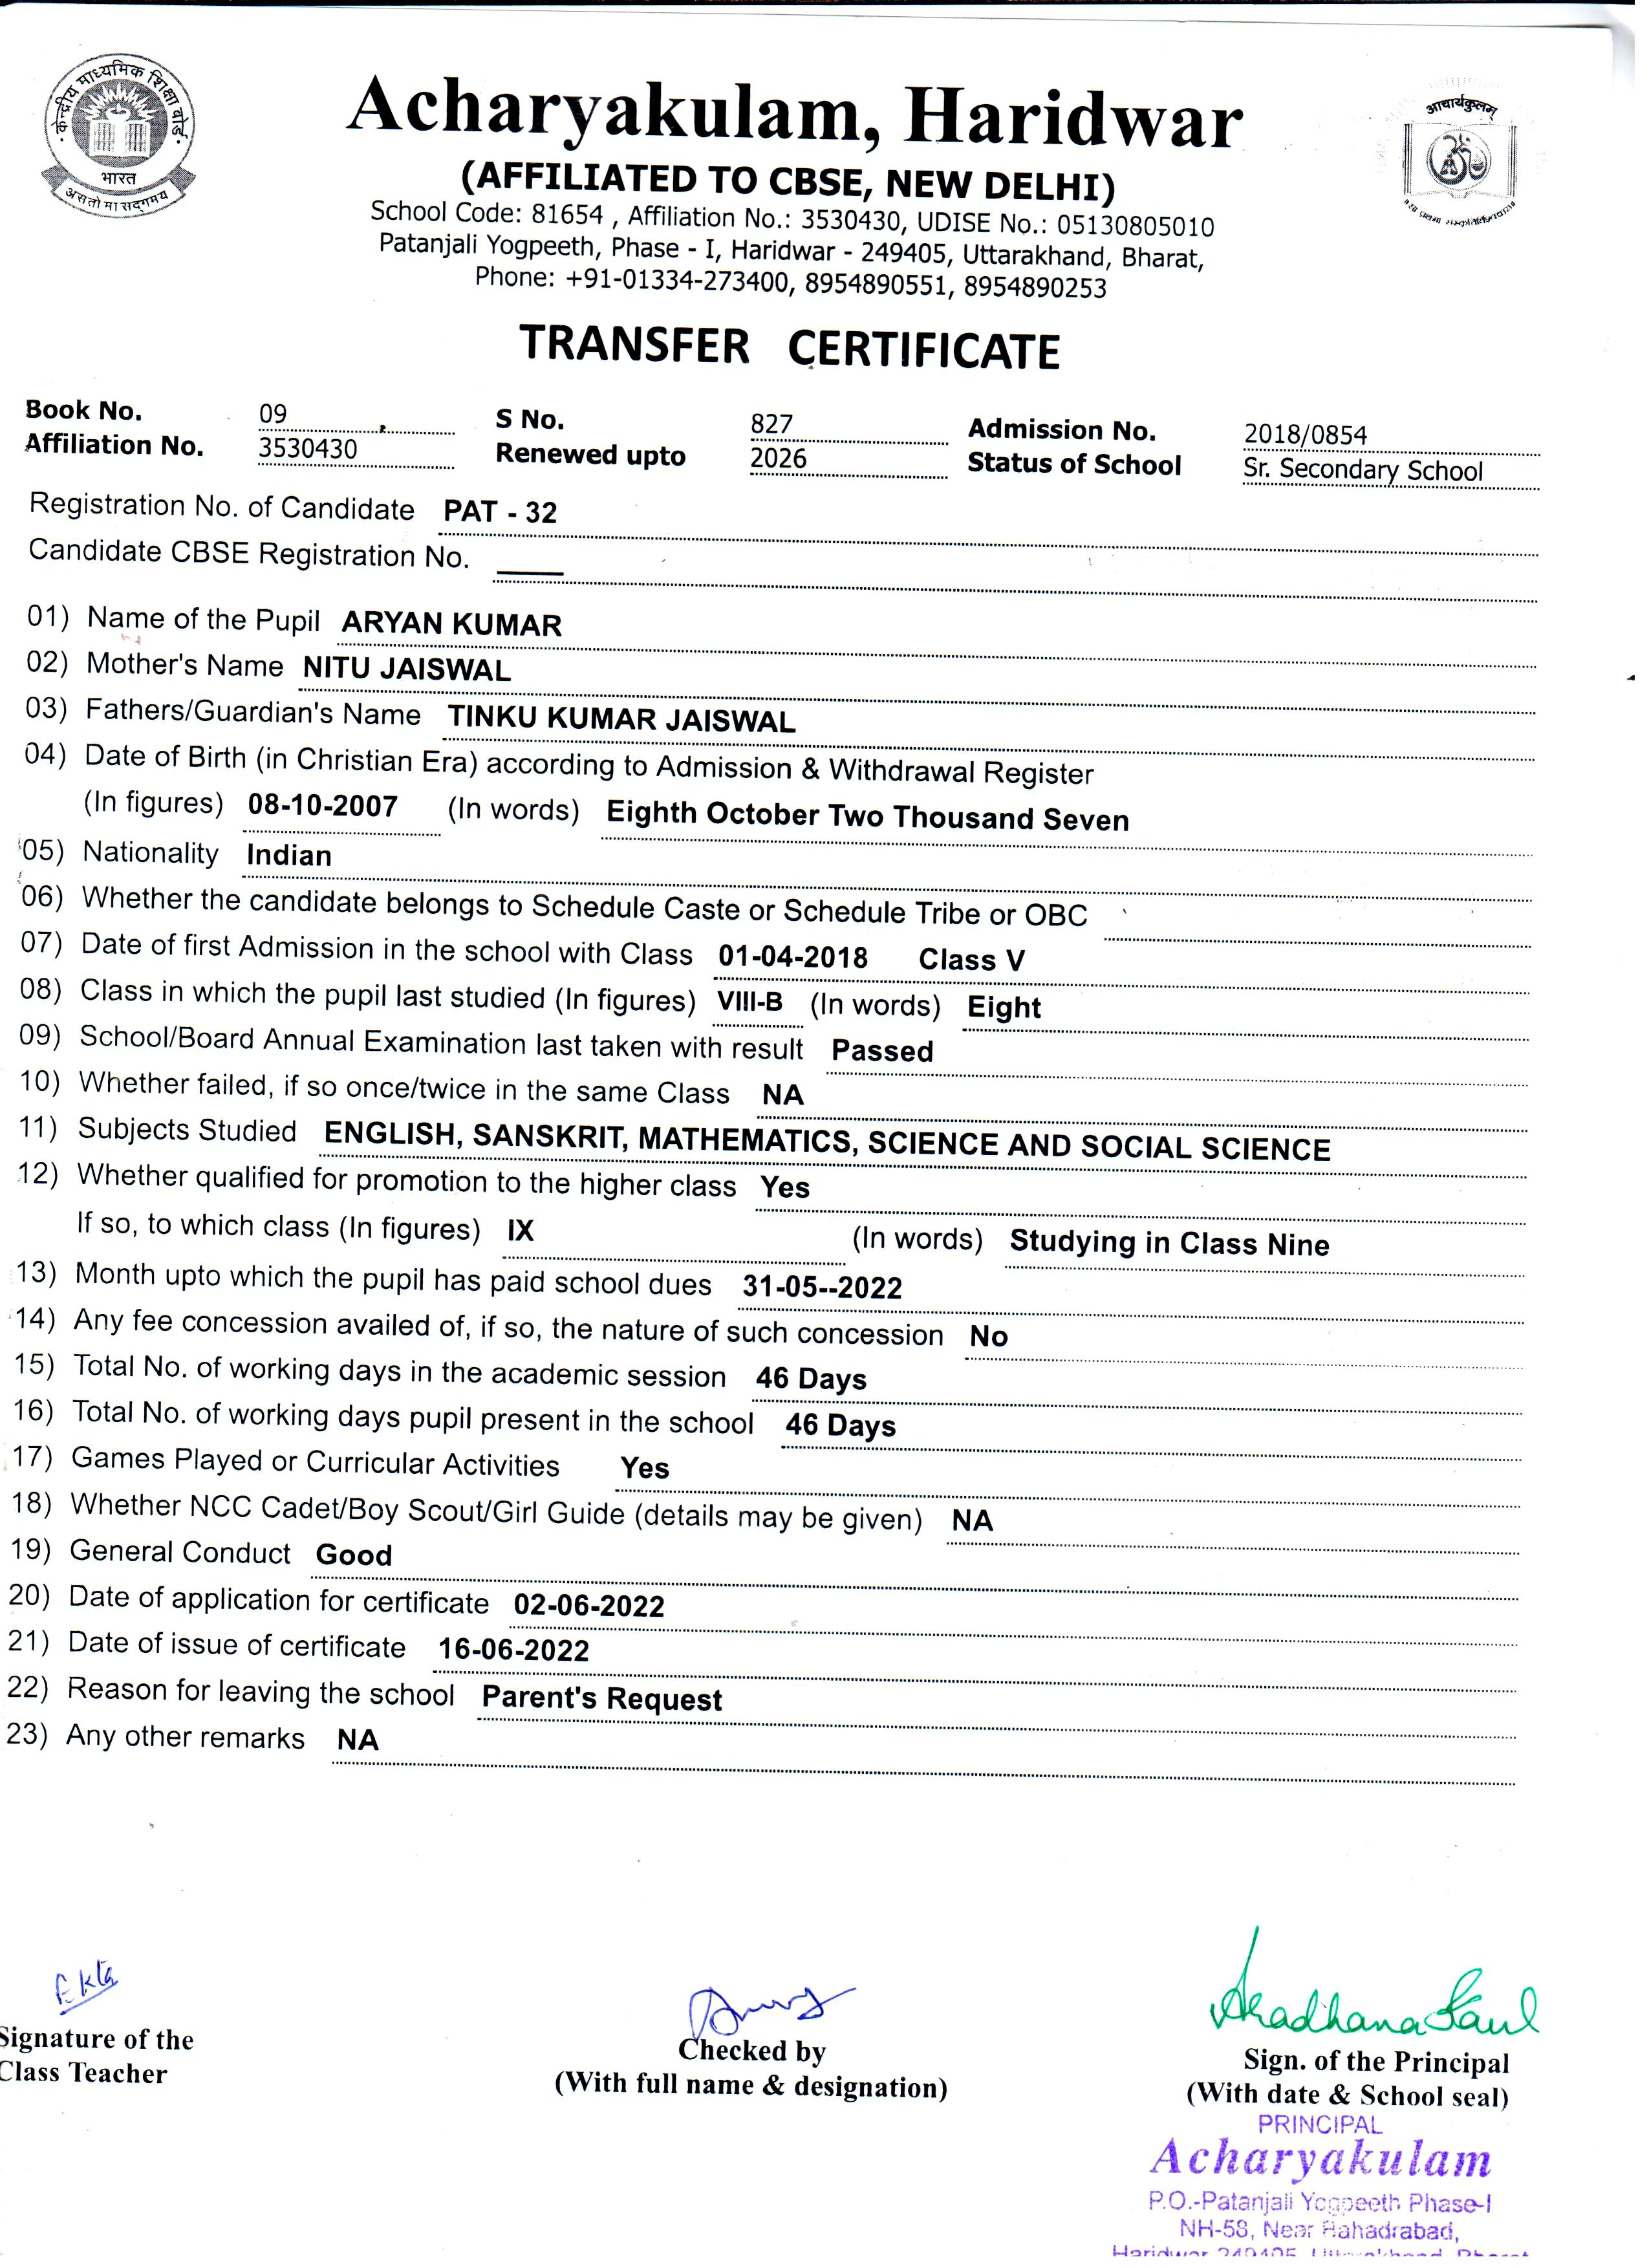 केन्द्रीय माध्यमिक शिक्षा बोर्ड
भारत
असतो मा सद्गमय
आचार्यकुलम्
Acharyakulam, Haridwar
(AFFILIATED TO CBSE, NEW DELHI)
School Code: 81654 , Affiliation No.: 3530430, UDISE No.: 05130805010
Patanjali Yogpeeth, Phase - I, Haridwar - 249405, Uttarakhand, Bharat,
Phone: +91-01334-273400, 8954890551, 8954890253
TRANSFER CERTIFICATE
Book No. 09 S No. 827 Admission No. 2018/0854
Affiliation No. 3530430 Renewed upto 2026 Status of School Sr. Secondary School
Registration No. of Candidate PAT - 32
Candidate CBSE Registration No. ____
01) Name of the Pupil ARYAN KUMAR
02) Mother's Name NITU JAISWAL
03) Fathers/Guardian's Name TINKU KUMAR JAISWAL
04) Date of Birth (in Christian Era) according to Admission & Withdrawal Register
(In figures) 08-10-2007 (In words) Eighth October Two Thousand Seven
05) Nationality Indian
06) Whether the candidate belongs to Schedule Caste or Schedule Tribe or OBC
07) Date of first Admission in the school with Class 01-04-2018 Class V
08) Class in which the pupil last studied (In figures) VIII-B (In words) Eight
09) School/Board Annual Examination last taken with result Passed
10) Whether failed, if so once/twice in the same Class NA
11) Subjects Studied ENGLISH, SANSKRIT, MATHEMATICS, SCIENCE AND SOCIAL SCIENCE
12) Whether qualified for promotion to the higher class Yes
If so, to which class (In figures) IX (In words) Studying in Class Nine
13) Month upto which the pupil has paid school dues 31-05--2022
14) Any fee concession availed of, if so, the nature of such concession No
15) Total No. of working days in the academic session 46 Days
16) Total No. of working days pupil present in the school 46 Days
17) Games Played or Curricular Activities Yes
18) Whether NCC Cadet/Boy Scout/Girl Guide (details may be given) NA
19) General Conduct Good
20) Date of application for certificate 02-06-2022
21) Date of issue of certificate 16-06-2022
22) Reason for leaving the school Parent's Request
23) Any other remarks NA
Ekta
Aradhana Kaul
Signature of the
Class Teacher
Checked by
(With full name & designation)
Sign. of the Principal
(With date & School seal)
PRINCIPAL
Acharyakulam
P.O.-Patanjali Yogpeeth Phase-I
NH-58, Near Bahadrabad,
Haridwar 249405, Uttarakhand, Bharat